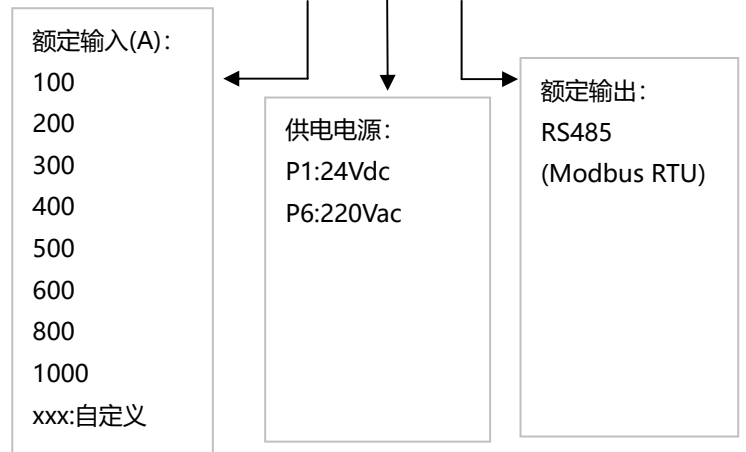 额定输入(A)：
100
200
300
400
500
600
800
1000
xxx:自定义
供电电源：
P1:24Vdc
P6:220Vac
额定输出：
RS485
(Modbus RTU)